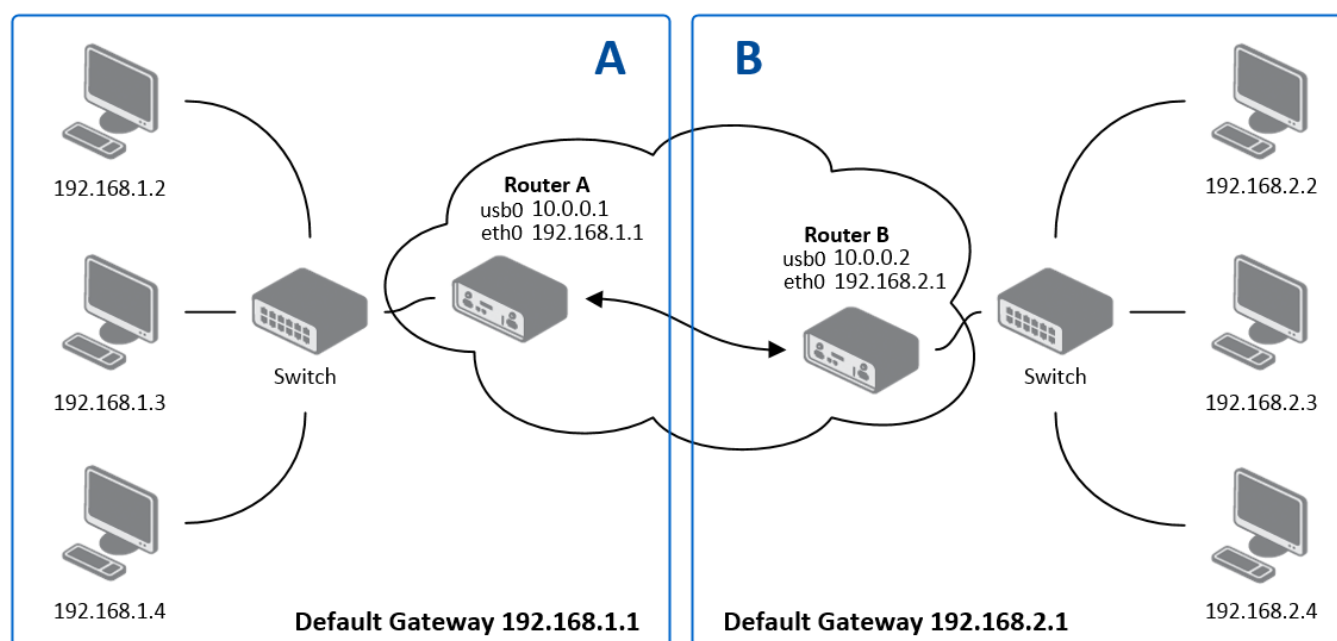 A
B
192.168.1.2
192.168.2.2
Router A
usb0 10.0.0.1
eth0 192.168.1.1
Router B
usb0 10.0.0.2
eth0 192.168.2.1
Switch
Switch
192.168.1.3
192.168.2.3
192.168.1.4
192.168.2.4
Default Gateway 192.168.1.1
Default Gateway 192.168.2.1